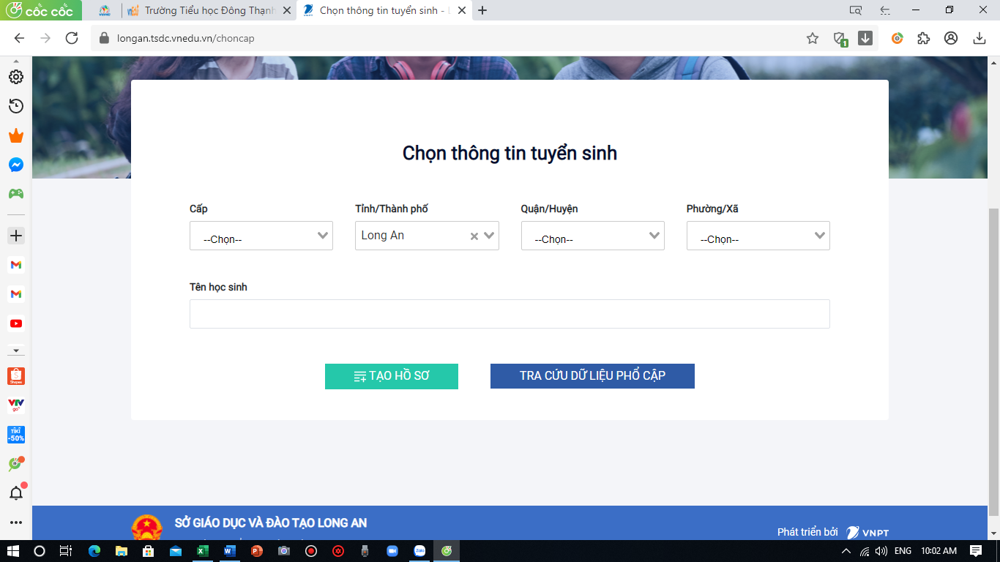 cốc cốc
Trường Tiểu học Đông Thạnh
Chọn thông tin tuyển sinh -
longan.tsdc.vnedu.vn/choncap
1
Chọn thông tin tuyển sinh
Cấp
Tỉnh/Thành phố
Quận/Huyện
Phường/Xã
--Chọn--
Long An
--Chọn--
--Chọn--
Tên học sinh
TẠO HỒ SƠ
TRA CỨU DỮ LIỆU PHỔ CẬP
Shopee
VTV
go
TIKI
-50%
SỞ GIÁO DỤC VÀ ĐÀO TẠO LONG AN
Phát triển bởi
VNPT
Zalo
ENG
10:02 AM